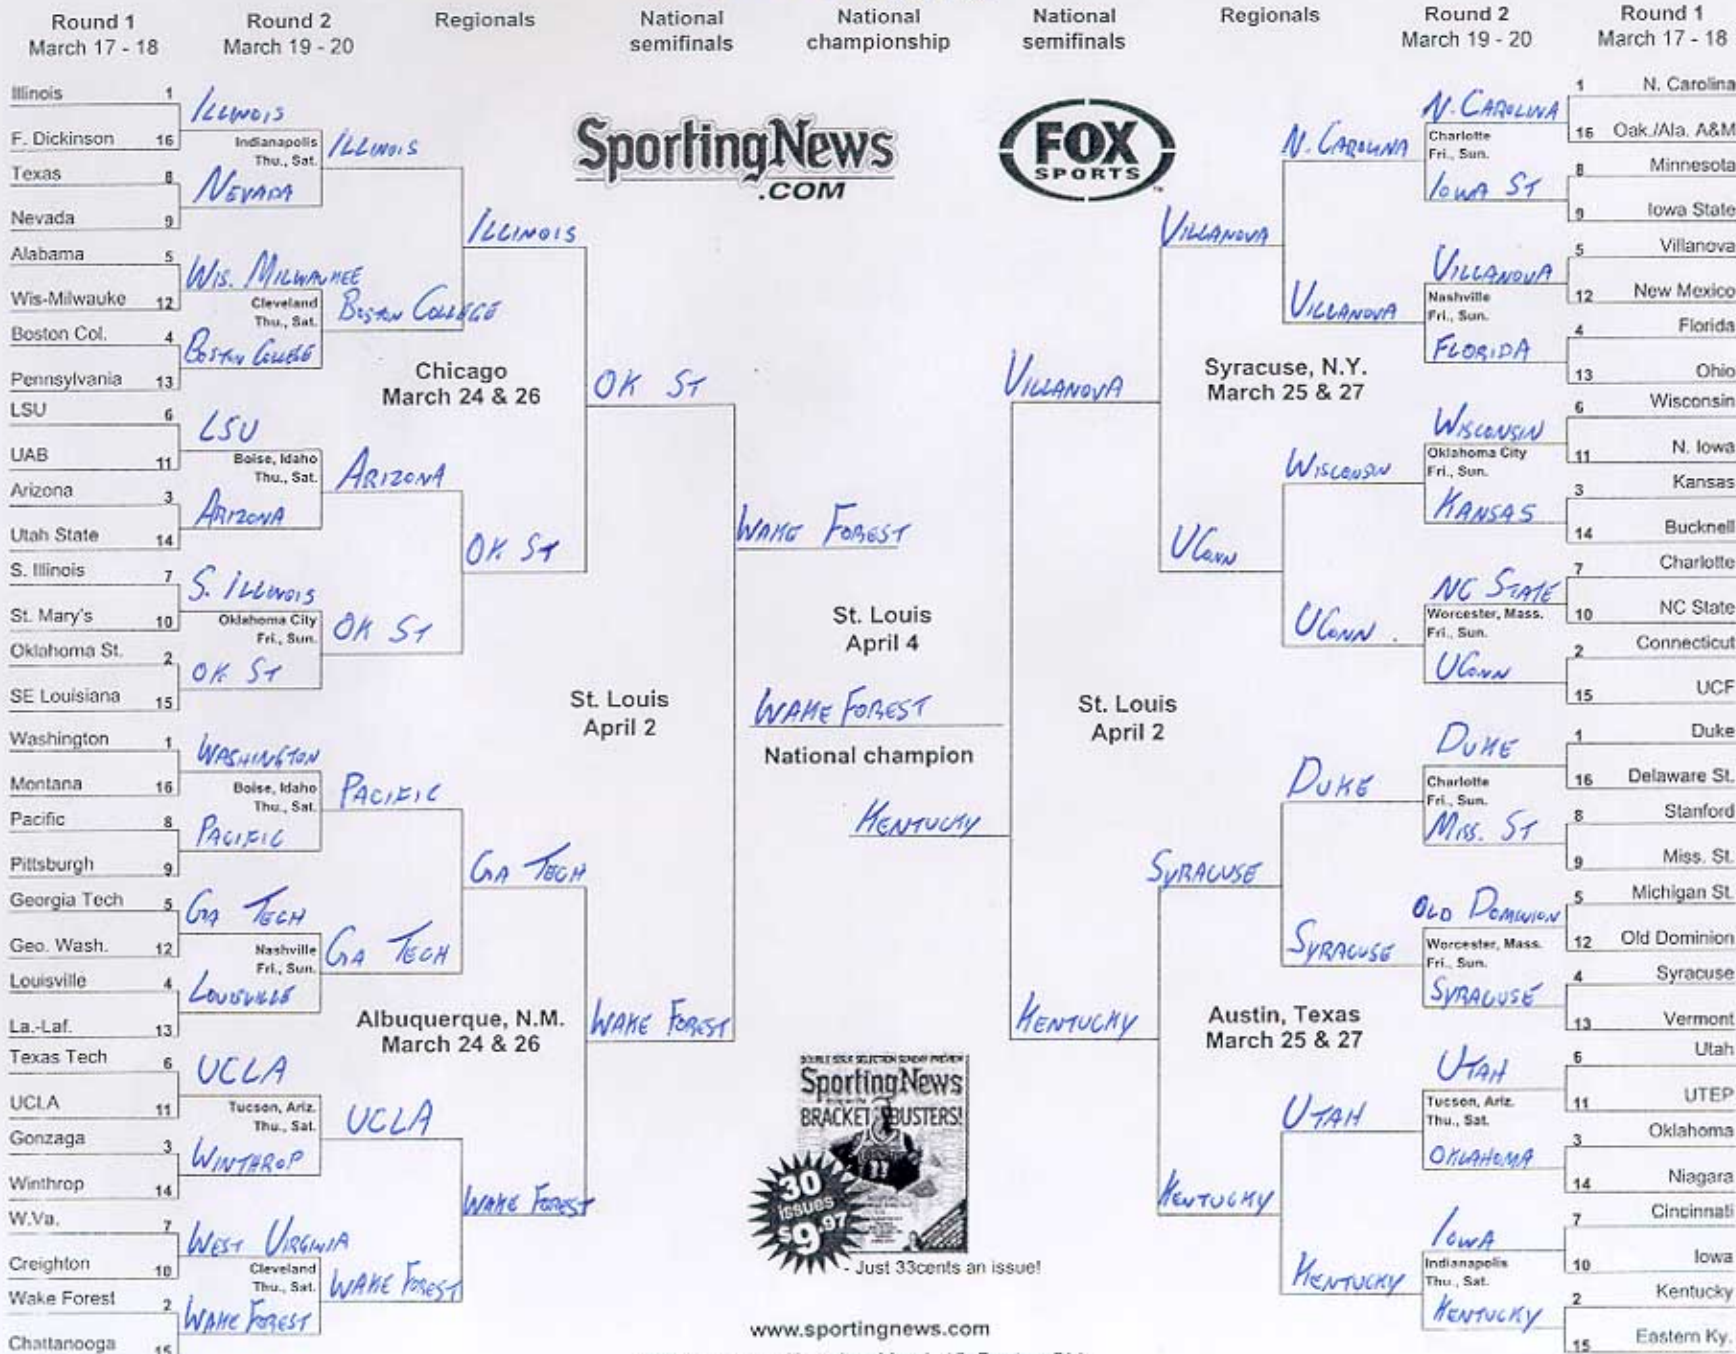 Round 1
March 17 - 18
Round 2
March 19 - 20
Regionals
National
semifinals
National
championship
National
semifinals
Regionals
Round 2
March 19 - 20
Round 1
March 17 - 18
Illinois 1
F. Dickinson 16
Texas 8
Nevada 9
Alabama 5
Wis-Milwauke 12
Boston Col. 4
Pennsylvania 13
LSU 6
UAB 11
Arizona 3
Utah State 14
S. Illinois 7
St. Mary's 10
Oklahoma St. 2
SE Louisiana 15
Washington 1
Montana 16
Pacific 8
Pittsburgh 9
Georgia Tech 5
Geo. Wash. 12
Louisville 4
La.-Laf. 13
Texas Tech 6
UCLA 11
Gonzaga 3
Winthrop 14
W.Va. 7
Creighton 10
Wake Forest 2
Chattanooga 15
ILLINOIS
Indianapolis
Thu., Sat.
NEVADA
WIS. MILWAUKEE
Cleveland
Thu., Sat.
BOSTON COLLEGE
LSU
Boise, Idaho
Thu., Sat.
ARIZONA
S. ILLINOIS
Oklahoma City
Fri., Sun.
OK ST
WASHINGTON
Boise, Idaho
Thu., Sat.
PACIFIC
GA TECH
Nashville
Fri., Sun.
LOUISVILLE
UCLA
Tucson, Ariz.
Thu., Sat.
WINTHROP
WEST VIRGINIA
Cleveland
Thu., Sat.
WAKE FOREST
ILLINOIS
BOSTON COLLEGE
ARIZONA
OK ST
PACIFIC
GA TECH
UCLA
WAKE FOREST
ILLINOIS
Chicago
March 24 & 26
OK ST
GA TECH
Albuquerque, N.M.
March 24 & 26
WAKE FOREST
OK ST
St. Louis
April 2
WAKE FOREST
SportingNews
.COM
FOX
SPORTS
TM
WAKE FOREST
St. Louis
April 4
WAKE FOREST
National champion
KENTUCKY
DOUBLE ISSUE SELECTION SUNDAY PREVIEW
SportingNews
BRACKET BUSTERS!
30
issues
$9.97
- Just 33cents an issue!
www.sportingnews.com
VILLANOVA
St. Louis
April 2
KENTUCKY
VILLANOVA
Syracuse, N.Y.
March 25 & 27
UCONN
SYRACUSE
Austin, Texas
March 25 & 27
KENTUCKY
N. CAROLINA
VILLANOVA
WISCONSIN
UCONN
DUKE
SYRACUSE
UTAH
KENTUCKY
N. CAROLINA
Charlotte
Fri., Sun.
IOWA ST
VILLANOVA
Nashville
Fri., Sun.
FLORIDA
WISCONSIN
Oklahoma City
Fri., Sun.
KANSAS
NC STATE
Worcester, Mass.
Fri., Sun.
UCONN
DUKE
Charlotte
Fri., Sun.
MISS. ST
OLD DOMINION
Worcester, Mass.
Fri., Sun.
SYRACUSE
UTAH
Tucson, Ariz.
Thu., Sat.
OKLAHOMA
IOWA
Indianapolis
Thu., Sat.
KENTUCKY
1 N. Carolina
16 Oak./Ala. A&M
8 Minnesota
9 Iowa State
5 Villanova
12 New Mexico
4 Florida
13 Ohio
6 Wisconsin
11 N. Iowa
3 Kansas
14 Bucknell
7 Charlotte
10 NC State
2 Connecticut
15 UCF
1 Duke
16 Delaware St.
8 Stanford
9 Miss. St.
5 Michigan St.
12 Old Dominion
4 Syracuse
13 Vermont
6 Utah
11 UTEP
3 Oklahoma
14 Niagara
7 Cincinnati
10 Iowa
2 Kentucky
15 Eastern Ky.